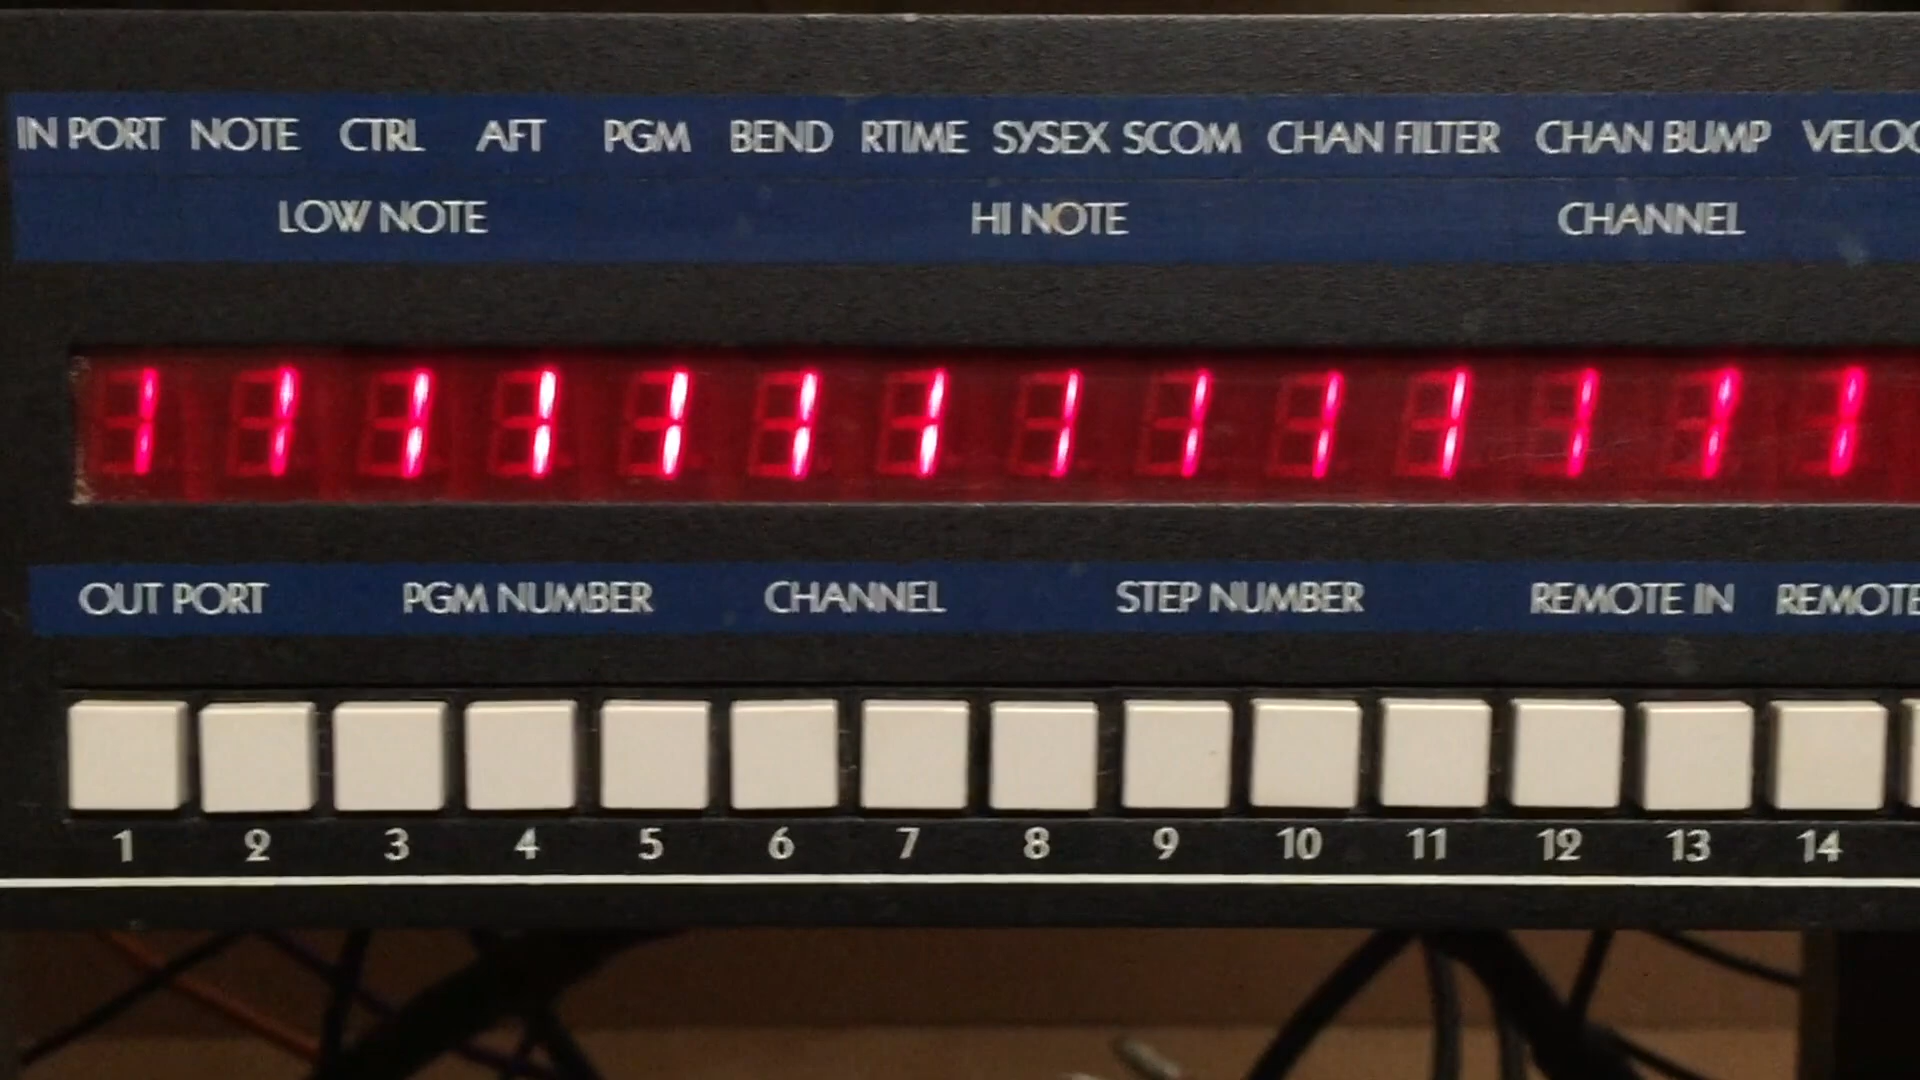 IN PORT NOTE CTRL AFT PGM BEND RTIME SYSEX SCOM CHAN FILTER CHAN BUMP VELOC
LOW NOTE HI NOTE CHANNEL
1 1 1 1 1 1 1 1 1 1 1 1 1 1
OUT PORT PGM NUMBER CHANNEL STEP NUMBER REMOTE IN REMOTE
1 2 3 4 5 6 7 8 9 10 11 12 13 14